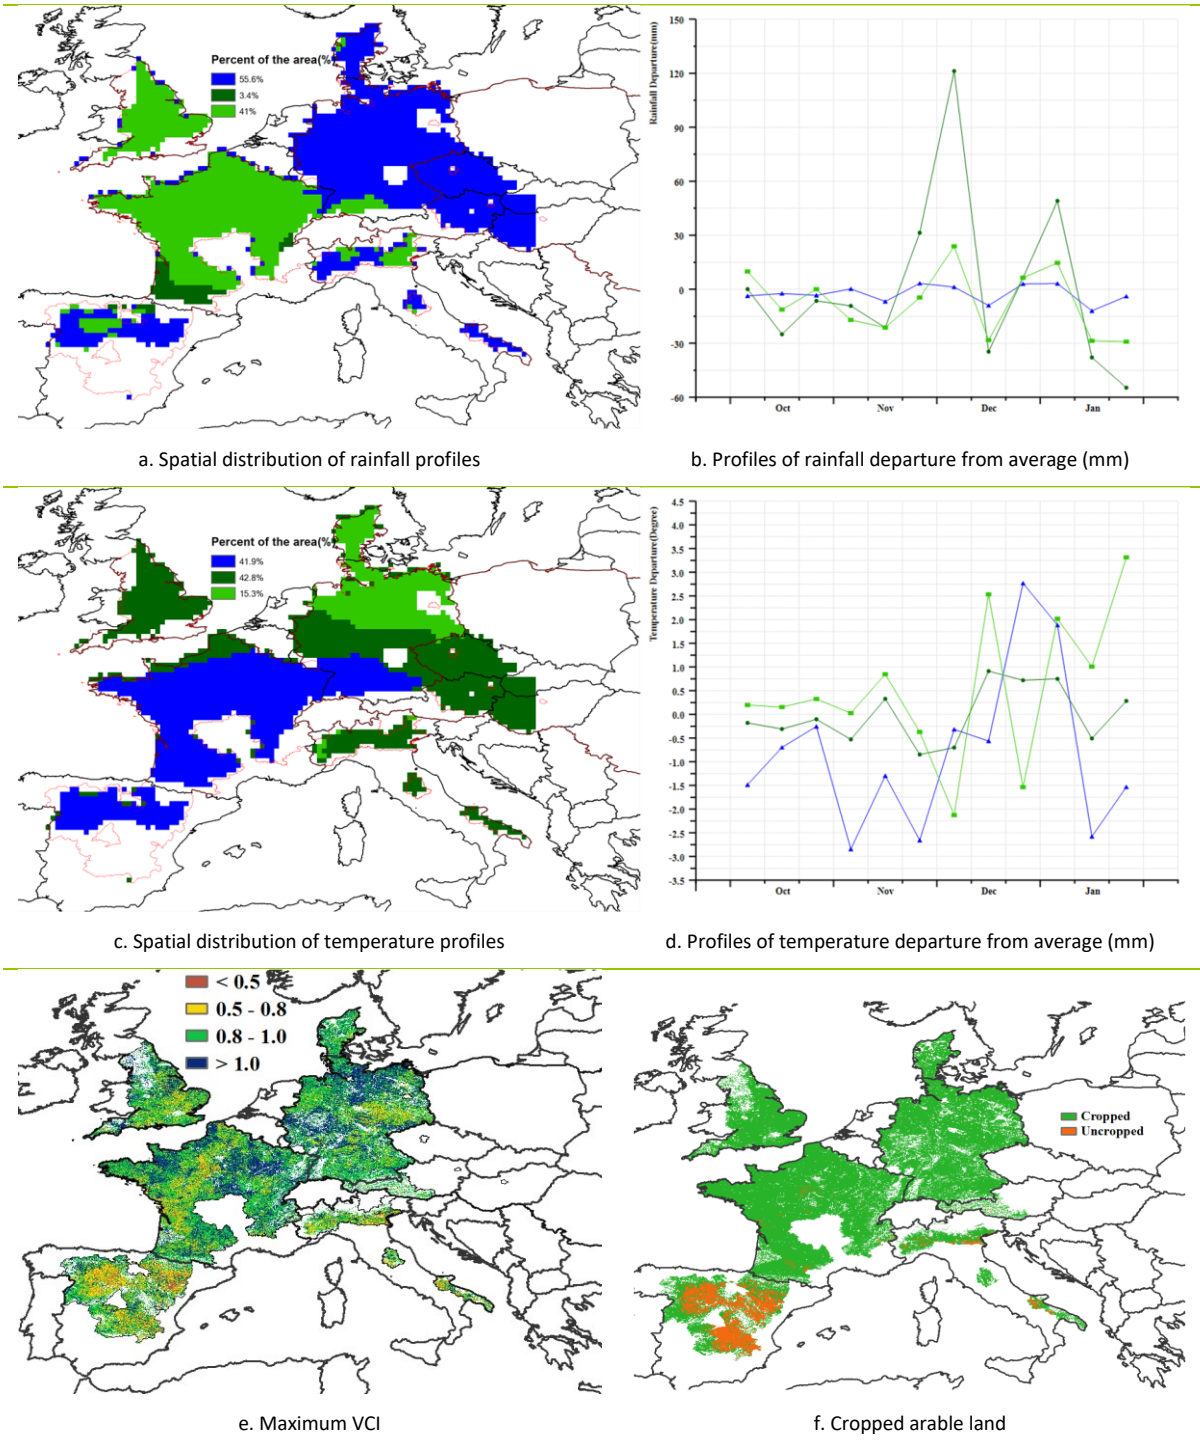 Percent of the area(%)
55.6%
3.4%
41%
Rainfall Departure(mm)
150
120
90
60
30
0
-30
-60
Oct
Nov
Dec
Jan
a. Spatial distribution of rainfall profiles
b. Profiles of rainfall departure from average (mm)
Percent of the area(%
41.9%
42.8%
15.3%
Temperature Departure(Degree)
4.5
4.0
3.5
3.0
2.5
2.0
1.5
1.0
0.5
0.0
-0.5
-1.0
-1.5
-2.0
-2.5
-3.0
-3.5
Oct
Nov
Dec
Jan
c. Spatial distribution of temperature profiles
d. Profiles of temperature departure from average (mm)
< 0.5
0.5 - 0.8
0.8 - 1.0
> 1.0
Cropped
Uncropped
e. Maximum VCI
f. Cropped arable land